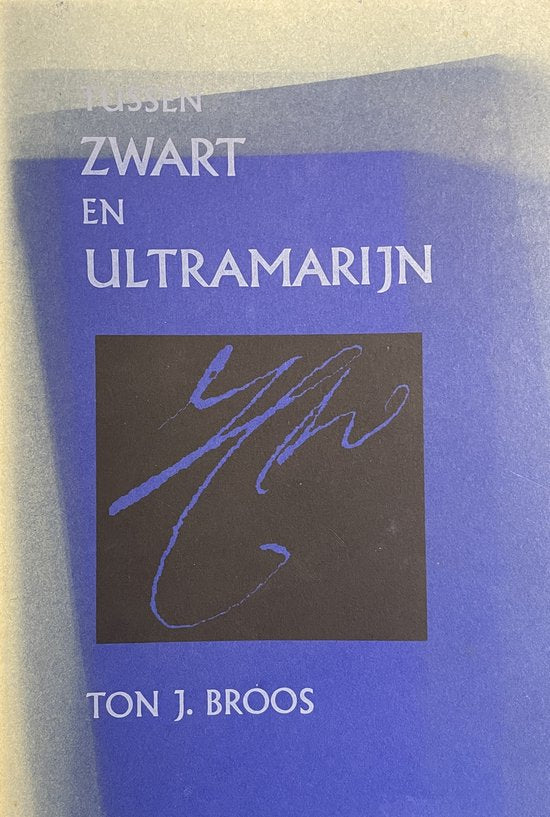 TUSSEN
ZWART
EN
ULTRAMARIJN
TON J. BROOS